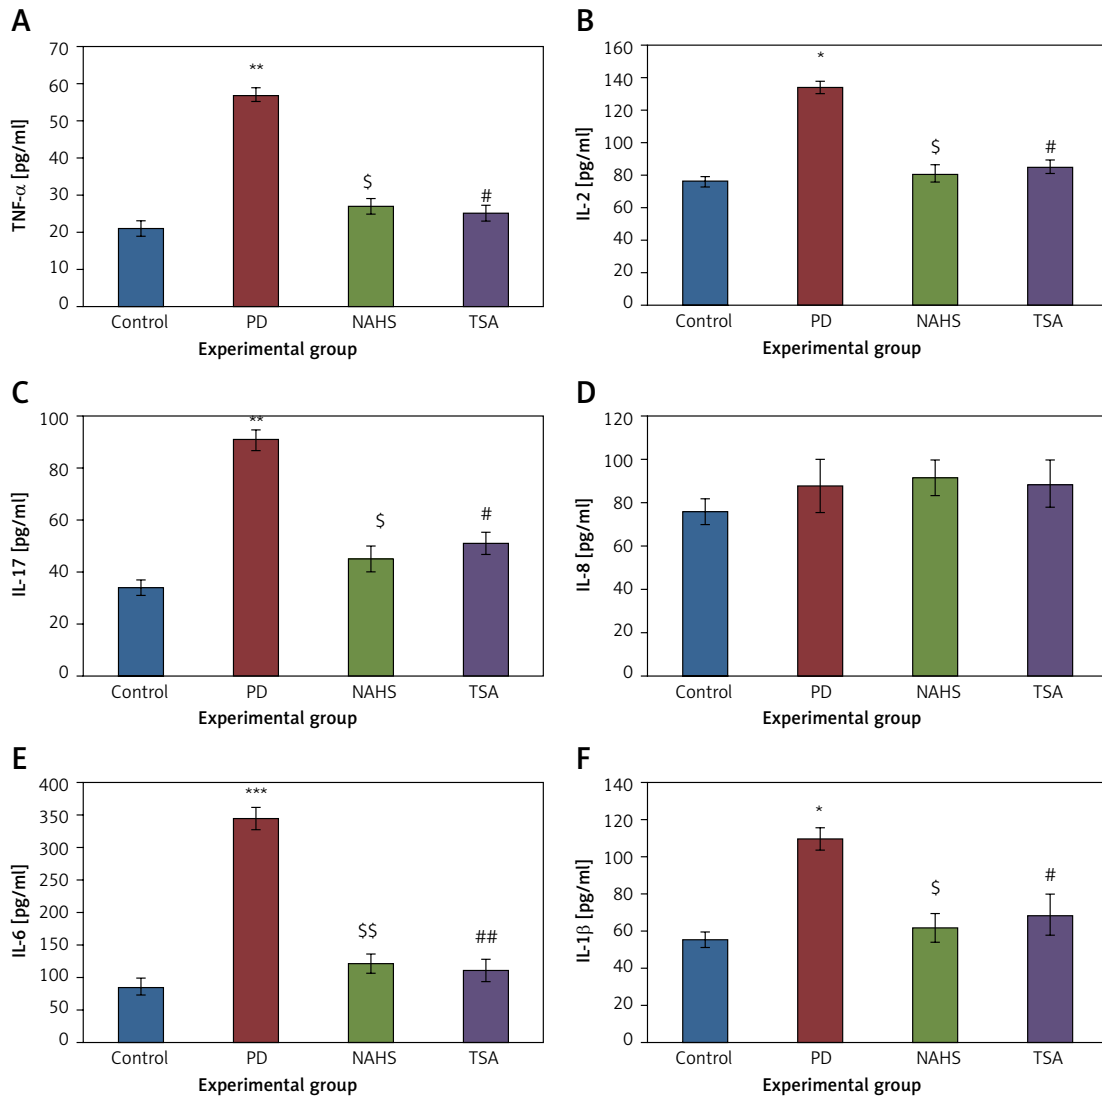 A
TNF-α [pg/ml]
70
60
50
40
30
20
10
0
**
$
#
Control PD NAHS TSA
Experimental group
B
IL-2 [pg/ml]
160
140
120
100
80
60
40
20
0
*
$
#
Control PD NAHS TSA
Experimental group
C
IL-17 [pg/ml]
100
80
60
40
20
0
**
$
#
Control PD NAHS TSA
Experimental group
D
IL-8 [pg/ml]
120
100
80
60
40
20
0
Control PD NAHS TSA
Experimental group
E
IL-6 [pg/ml]
400
350
300
250
200
150
100
50
0
***
$$
##
Control PD NAHS TSA
Experimental group
F
IL-1β [pg/ml]
140
120
100
80
60
40
20
0
*
$
#
Control PD NAHS TSA
Experimental group